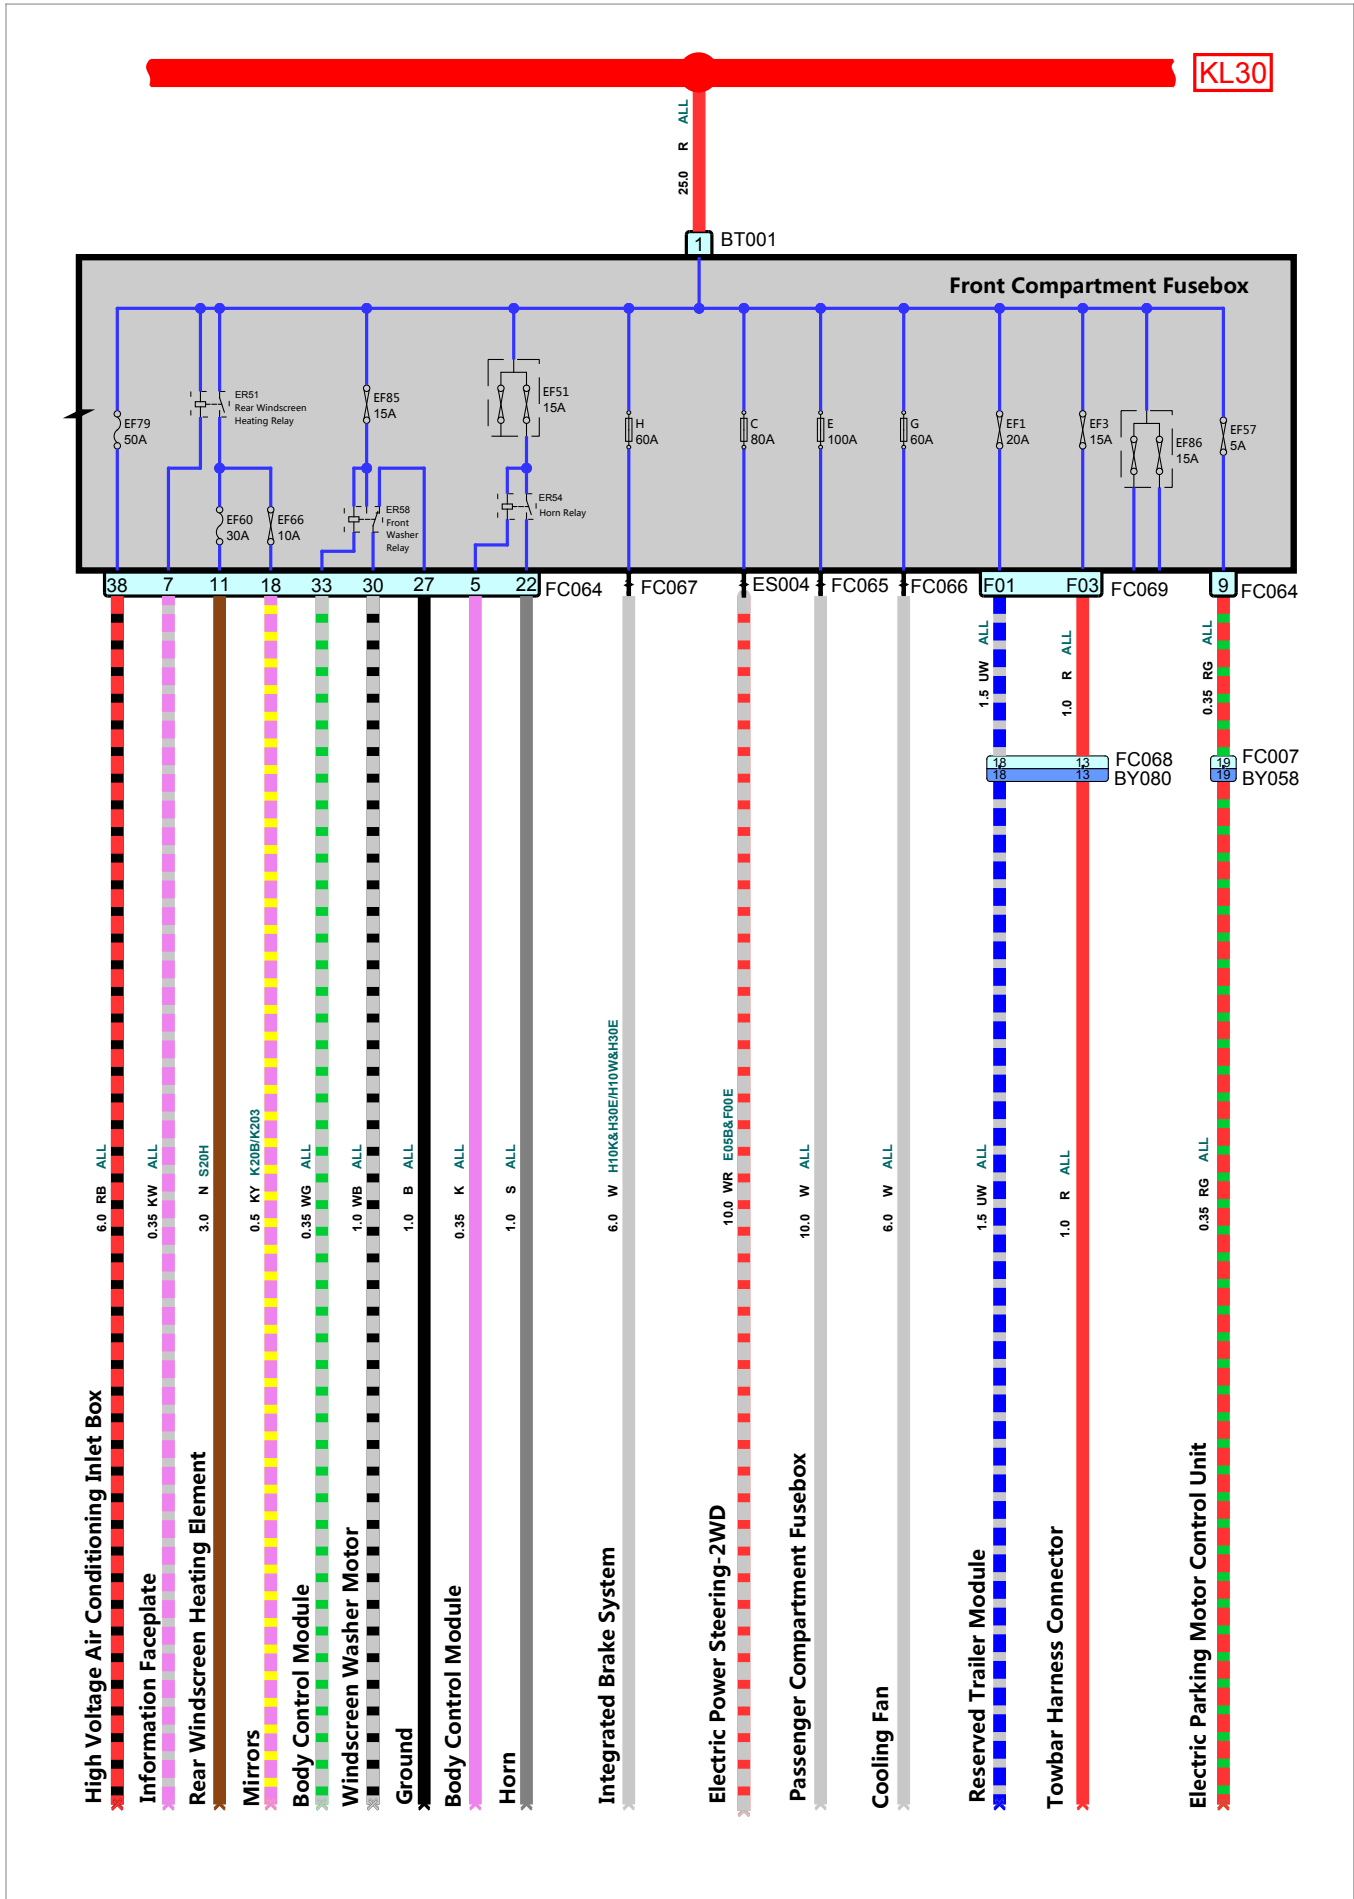 KL30
25.0 R ALL
1 BT001
Front Compartment Fusebox
EF79
50A
ER51
Rear Windscreen
Heating Relay
EF60
30A
EF66
10A
EF85
15A
ER58
Front
Washer
Relay
EF51
15A
ER54
Horn Relay
H
60A
C
80A
E
100A
G
60A
EF1
20A
EF3
15A
EF86
15A
EF57
5A
38 7 11 18 33 30 27 5 22 FC064 FC067 ES004 FC065 FC066 F01 F03 FC069 9 FC064
1.5 UW ALL
1.0 R ALL
0.35 RG ALL
18 13 FC068
18 13 BY080
19 FC007
19 BY058
6.0 RB ALL
0.35 KW ALL
3.0 N S20H
0.5 KY K20B/K203
0.35 WG ALL
1.0 WB ALL
1.0 B ALL
0.35 K ALL
1.0 S ALL
6.0 W H10K&H30E/H10W&H30E
10.0 WR E05B&F00E
10.0 W ALL
6.0 W ALL
1.5 UW ALL
1.0 R ALL
0.35 RG ALL
High Voltage Air Conditioning Inlet Box
Information Faceplate
Rear Windscreen Heating Element
Mirrors
Body Control Module
Windscreen Washer Motor
Ground
Body Control Module
Horn
Integrated Brake System
Electric Power Steering-2WD
Passenger Compartment Fusebox
Cooling Fan
Reserved Trailer Module
Towbar Harness Connector
Electric Parking Motor Control Unit